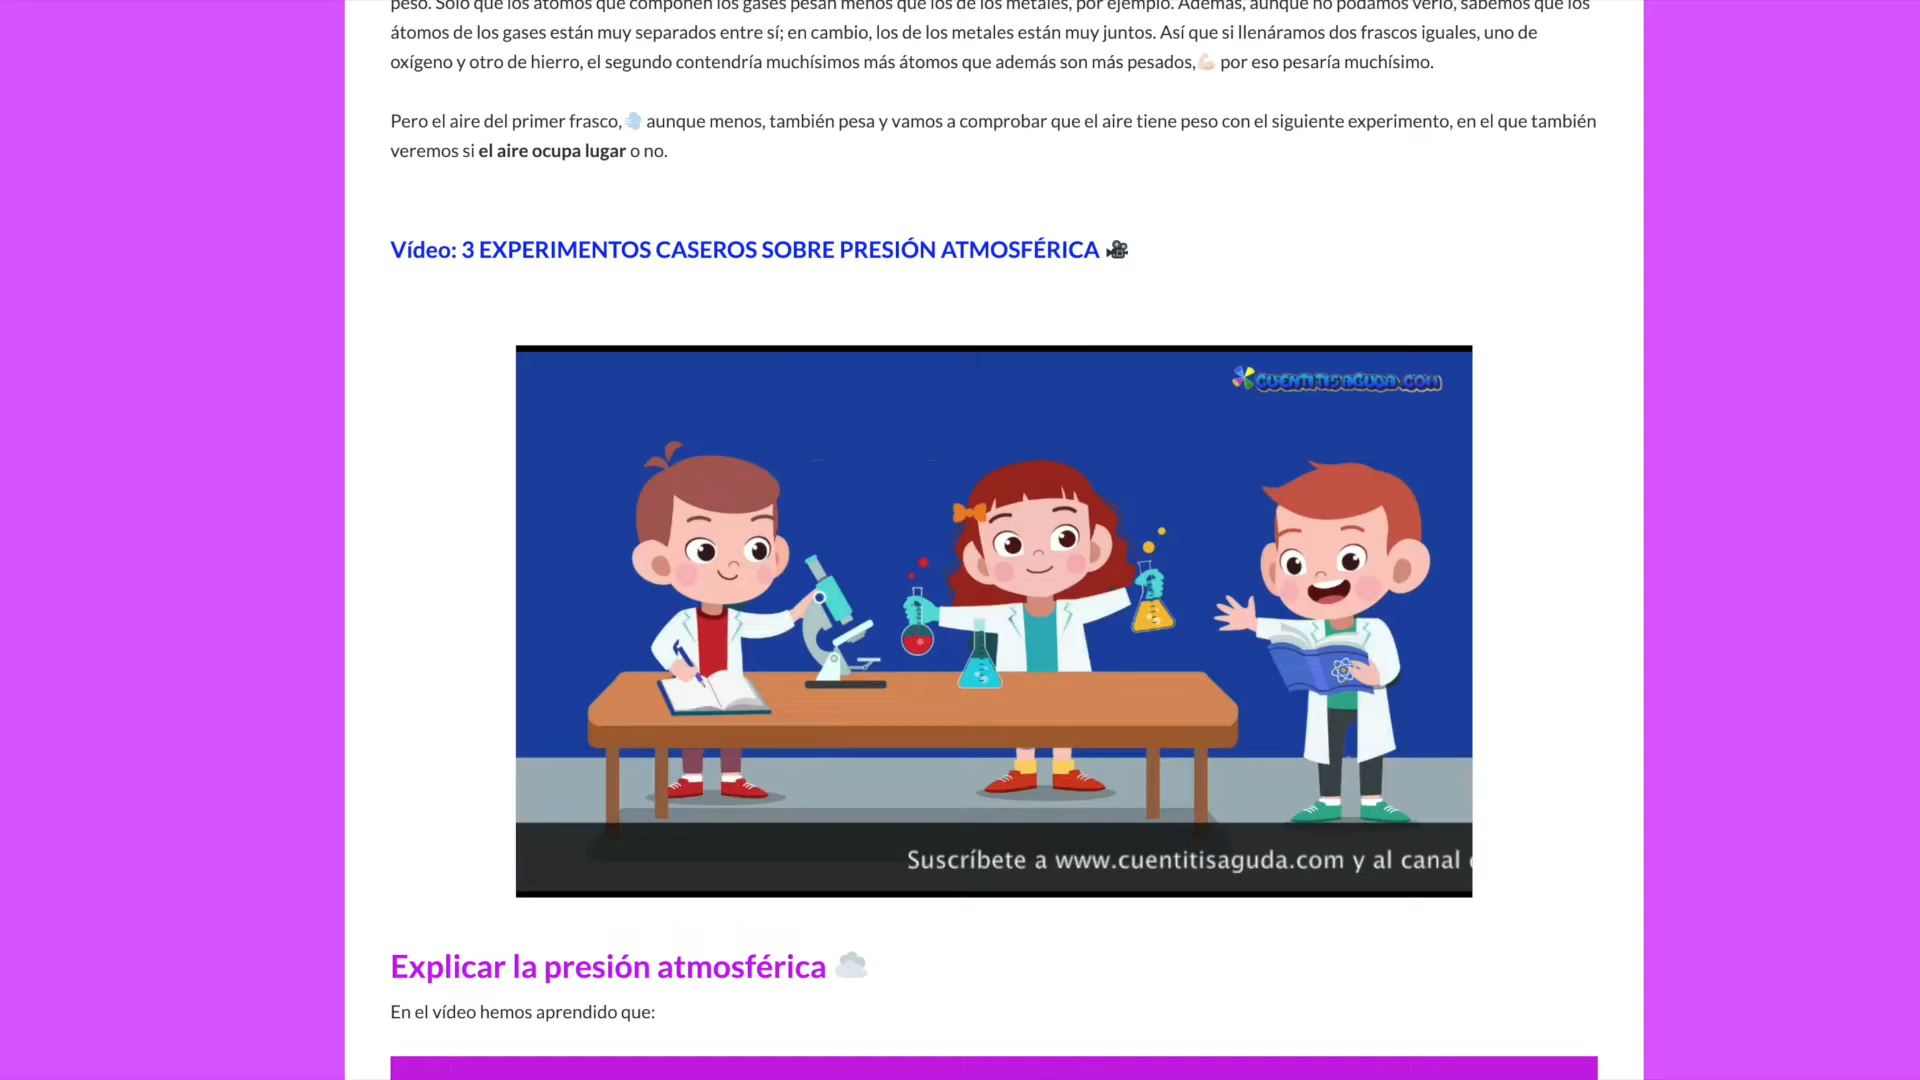 peso. Sólo que los átomos que componen los gases pesan menos que los de los metales, por ejemplo. Además, aunque no podamos verlo, sabemos que los
átomos de los gases están muy separados entre sí; en cambio, los de los metales están muy juntos. Así que si llenáramos dos frascos iguales, uno de
oxígeno y otro de hierro, el segundo contendría muchísimos más átomos que además son más pesados,💪🏻 por eso pesaría muchísimo.
Pero el aire del primer frasco,💨 aunque menos, también pesa y vamos a comprobar que el aire tiene peso con el siguiente experimento, en el que también
veremos si el aire ocupa lugar o no.
Vídeo: 3 EXPERIMENTOS CASEROS SOBRE PRESIÓN ATMOSFÉRICA 🎥
CUENTITISAGUDA.COM
Suscríbete a www.cuentitisaguda.com y al canal
Explicar la presión atmosférica ☁️
En el vídeo hemos aprendido que: